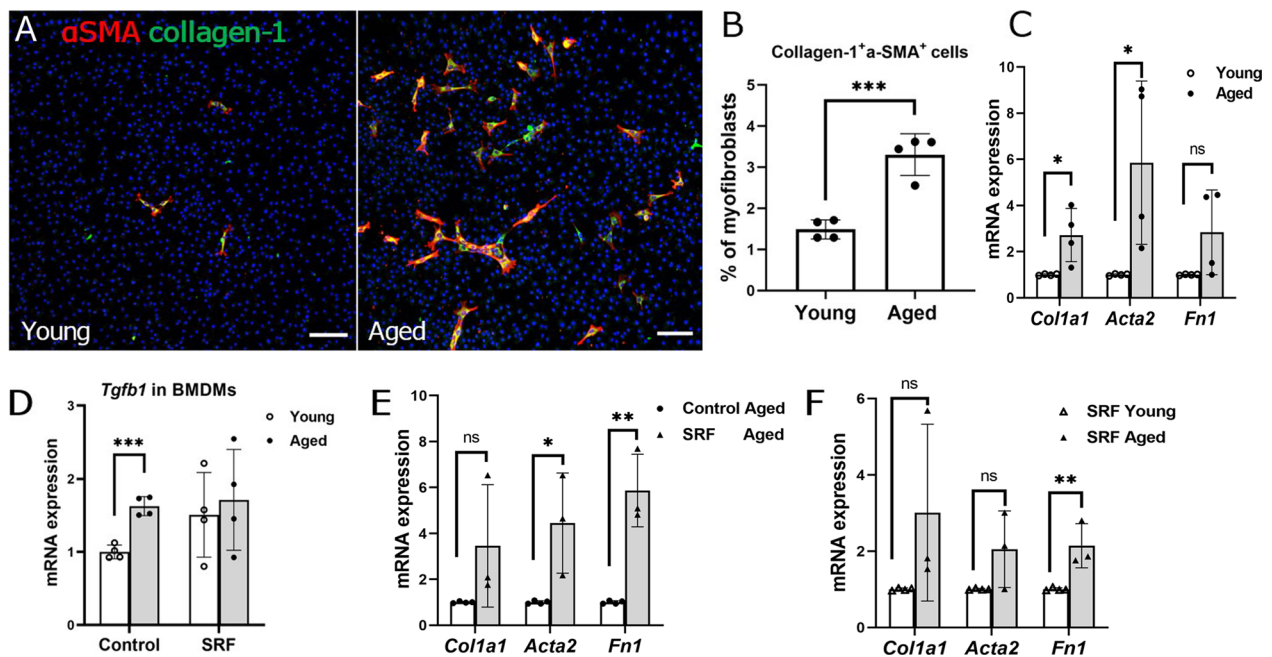 A
αSMA collagen-1
Young
Aged
B
Collagen-1+a-SMA+ cells
% of myofibroblasts
5
4
3
2
1
0
***
Young
Aged
C
mRNA expression
10
8
6
4
2
0
*
*
ns
Young
Aged
Col1a1
Acta2
Fn1
D
Tgfb1 in BMDMs
mRNA expression
3
2
1
0
***
Young
Aged
Control
SRF
E
mRNA expression
10
8
6
4
2
0
ns
*
**
Control Aged
SRF Aged
Col1a1
Acta2
Fn1
F
mRNA expression
6
5
4
3
2
1
0
ns
ns
**
SRF Young
SRF Aged
Col1a1
Acta2
Fn1